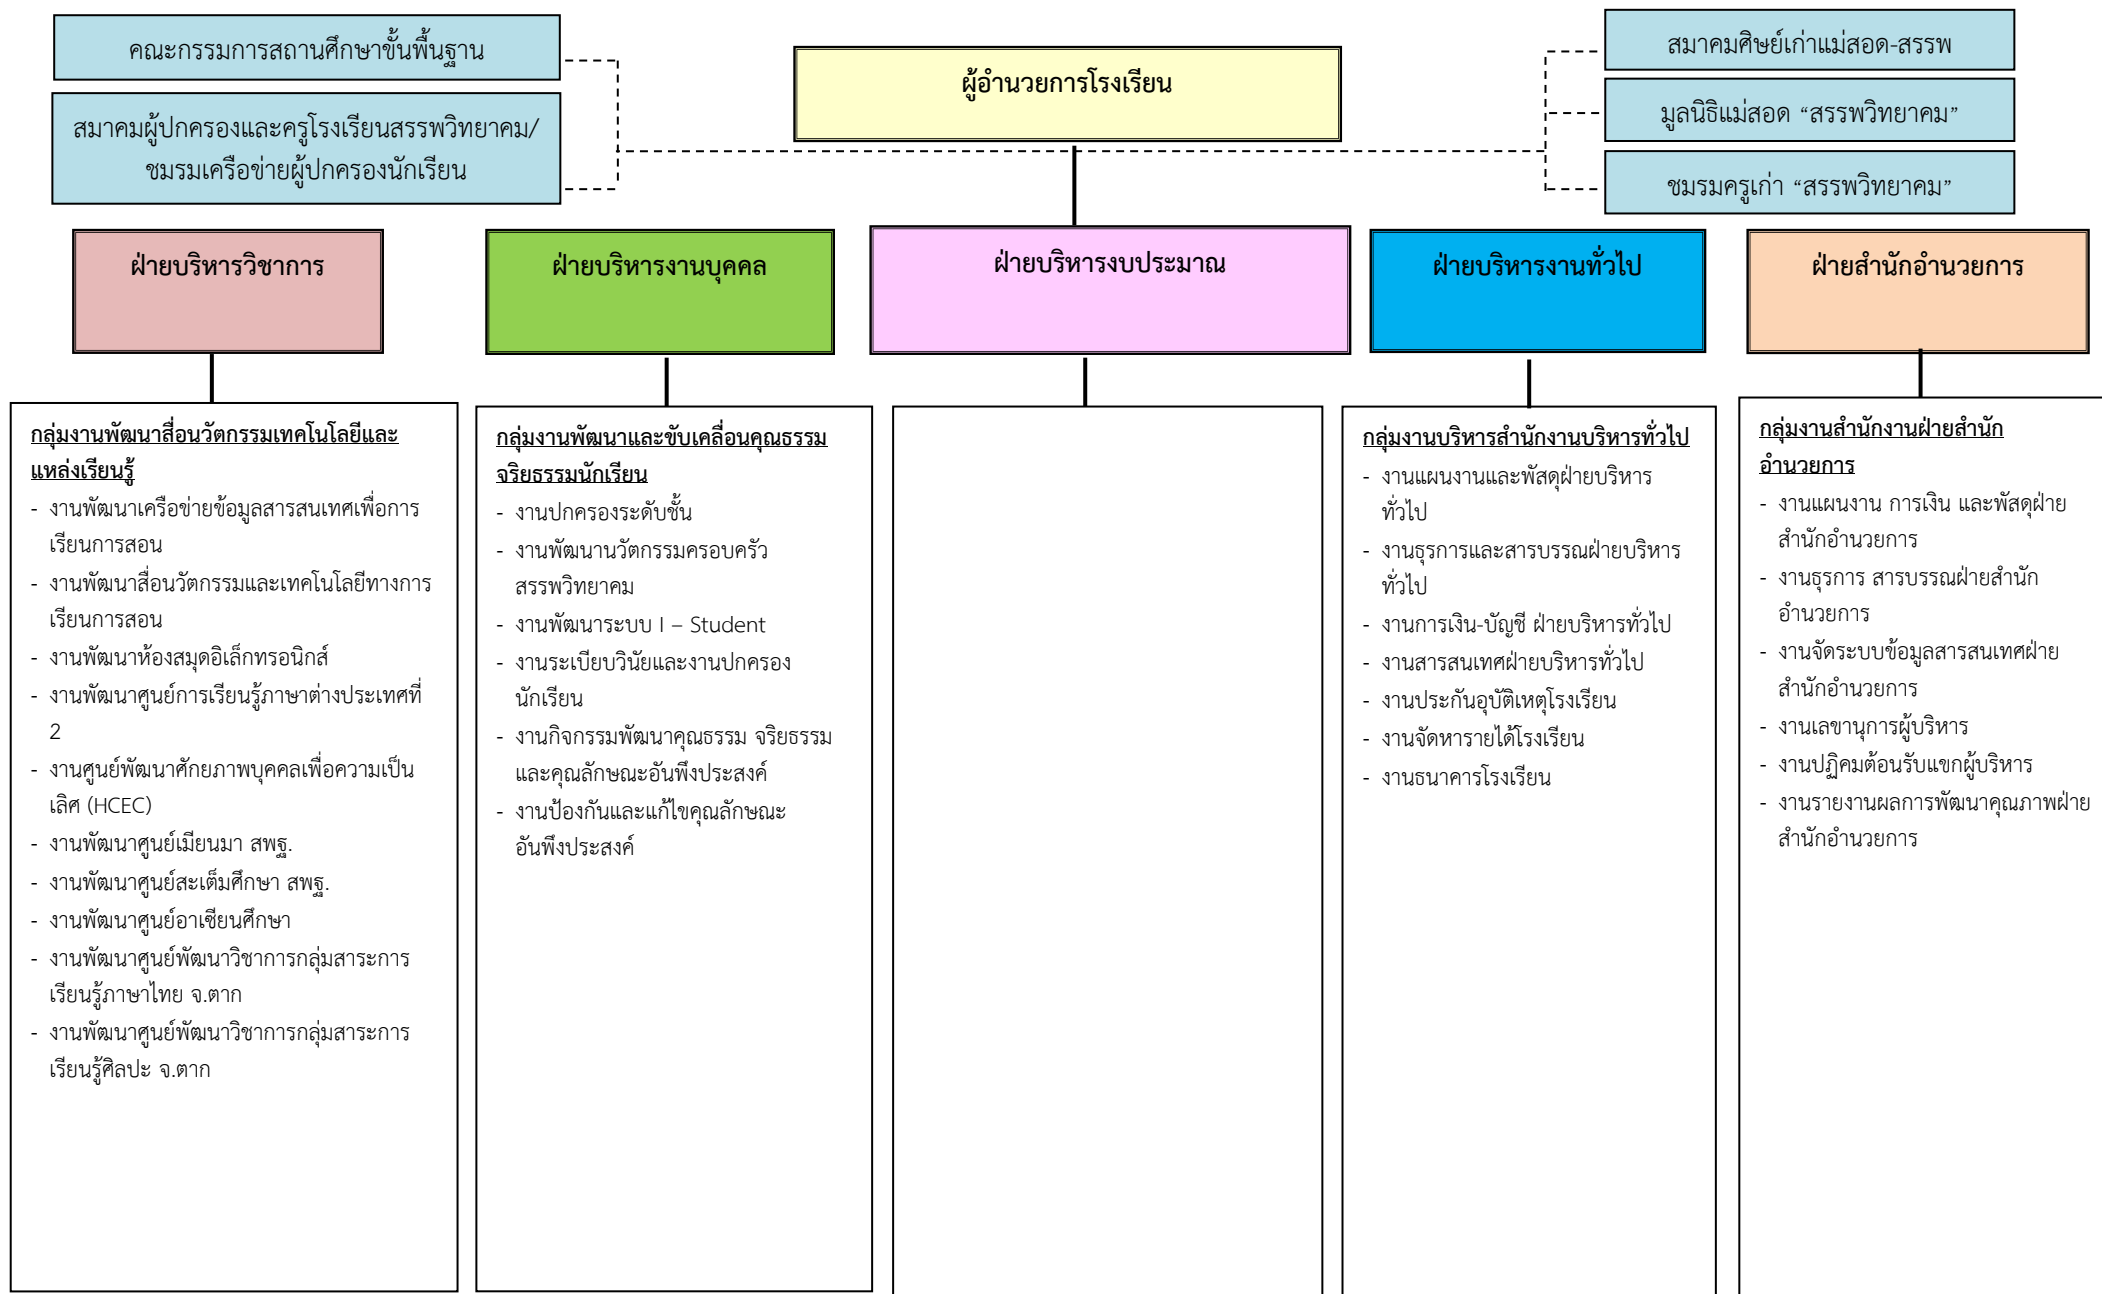 คณะกรรมการสถานศึกษาขั้นพื้นฐาน
สมาคมผู้ปกครองและครูโรงเรียนสรรพวิทยาคม/
ชมรมเครือข่ายผู้ปกครองนักเรียน
ผู้อำนวยการโรงเรียน
สมาคมศิษย์เก่าแม่สอด-สรรพ
มูลนิธิแม่สอด “สรรพวิทยาคม”
ชมรมครูเก่า “สรรพวิทยาคม”
ฝ่ายบริหารวิชาการ
ฝ่ายบริหารงานบุคคล
ฝ่ายบริหารงบประมาณ
ฝ่ายบริหารงานทั่วไป
ฝ่ายสำนักอำนวยการ
กลุ่มงานพัฒนาสื่อนวัตกรรมเทคโนโลยีและ
แหล่งเรียนรู้
- งานพัฒนาเครือข่ายข้อมูลสารสนเทศเพื่อการ
เรียนการสอน
- งานพัฒนาสื่อนวัตกรรมและเทคโนโลยีทางการ
เรียนการสอน
- งานพัฒนาห้องสมุดอิเล็กทรอนิกส์
- งานพัฒนาศูนย์การเรียนรู้ภาษาต่างประเทศที่
2
- งานศูนย์พัฒนาศักยภาพบุคคลเพื่อความเป็น
เลิศ (HCEC)
- งานพัฒนาศูนย์เมียนมา สพฐ.
- งานพัฒนาศูนย์สะเต็มศึกษา สพฐ.
- งานพัฒนาศูนย์อาเซียนศึกษา
- งานพัฒนาศูนย์พัฒนาวิชาการกลุ่มสาระการ
เรียนรู้ภาษาไทย จ.ตาก
- งานพัฒนาศูนย์พัฒนาวิชาการกลุ่มสาระการ
เรียนรู้ศิลปะ จ.ตาก
กลุ่มงานพัฒนาและขับเคลื่อนคุณธรรม
จริยธรรมนักเรียน
- งานปกครองระดับชั้น
- งานพัฒนานวัตกรรมครอบครัว
สรรพวิทยาคม
- งานพัฒนาระบบ I – Student
- งานระเบียบวินัยและงานปกครอง
นักเรียน
- งานกิจกรรมพัฒนาคุณธรรม จริยธรรม
และคุณลักษณะอันพึงประสงค์
- งานป้องกันและแก้ไขคุณลักษณะ
อันพึงประสงค์
กลุ่มงานบริหารสำนักงานบริหารทั่วไป
- งานแผนงานและพัสดุฝ่ายบริหาร
ทั่วไป
- งานธุรการและสารบรรณฝ่ายบริหาร
ทั่วไป
- งานการเงิน-บัญชี ฝ่ายบริหารทั่วไป
- งานสารสนเทศฝ่ายบริหารทั่วไป
- งานประกันอุบัติเหตุโรงเรียน
- งานจัดหารายได้โรงเรียน
- งานธนาคารโรงเรียน
กลุ่มงานสำนักงานฝ่ายสำนัก
อำนวยการ
- งานแผนงาน การเงิน และพัสดุฝ่าย
สำนักอำนวยการ
- งานธุรการ สารบรรณฝ่ายสำนัก
อำนวยการ
- งานจัดระบบข้อมูลสารสนเทศฝ่าย
สำนักอำนวยการ
- งานเลขานุการผู้บริหาร
- งานปฏิคมต้อนรับแขกผู้บริหาร
- งานรายงานผลการพัฒนาคุณภาพฝ่าย
สำนักอำนวยการ